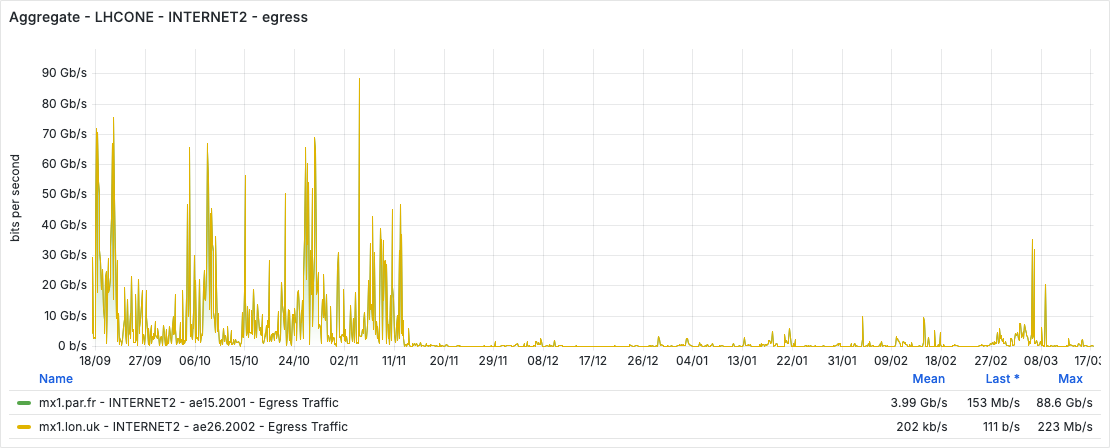 Aggregate - LHCONE - INTERNET2 - egress
90 Gb/s
80 Gb/s
70 Gb/s
60 Gb/s
50 Gb/s
40 Gb/s
30 Gb/s
20 Gb/s
10 Gb/s
0 b/s
bits per second
18/09 27/09 06/10 15/10 24/10 02/11 11/11 20/11 29/11 08/12 17/12 26/12 04/01 13/01 22/01 31/01 09/02 18/02 27/02 08/03 17/03
Name Mean Last * Max
mx1.par.fr - INTERNET2 - ae15.2001 - Egress Traffic 3.99 Gb/s 153 Mb/s 88.6 Gb/s
mx1.lon.uk - INTERNET2 - ae26.2002 - Egress Traffic 202 kb/s 111 b/s 223 Mb/s